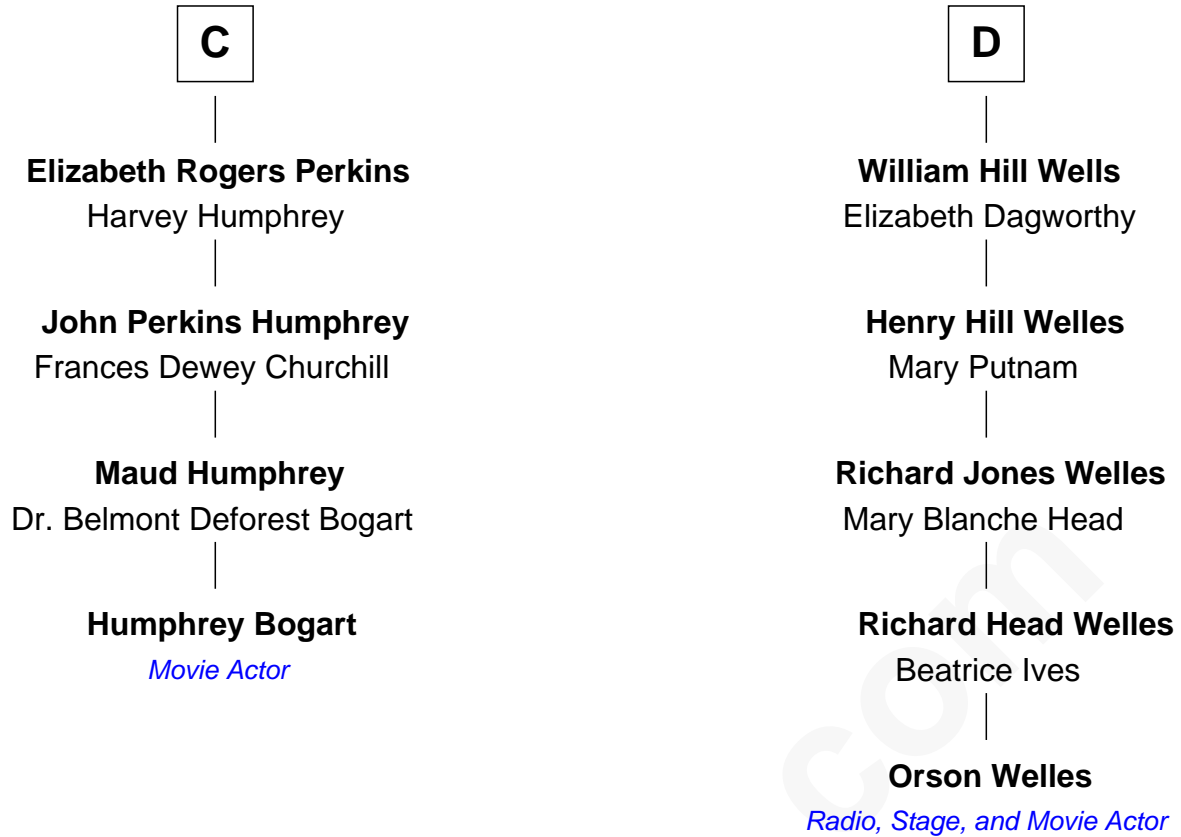 C
Elizabeth Rogers Perkins
Harvey Humphrey
John Perkins Humphrey
Frances Dewey Churchill
Maud Humphrey
Dr. Belmont Deforest Bogart
Humphrey Bogart
Movie Actor
D
William Hill Wells
Elizabeth Dagworthy
Henry Hill Welles
Mary Putnam
Richard Jones Welles
Mary Blanche Head
Richard Head Welles
Beatrice Ives
Orson Welles
Radio, Stage, and Movie Actor
com